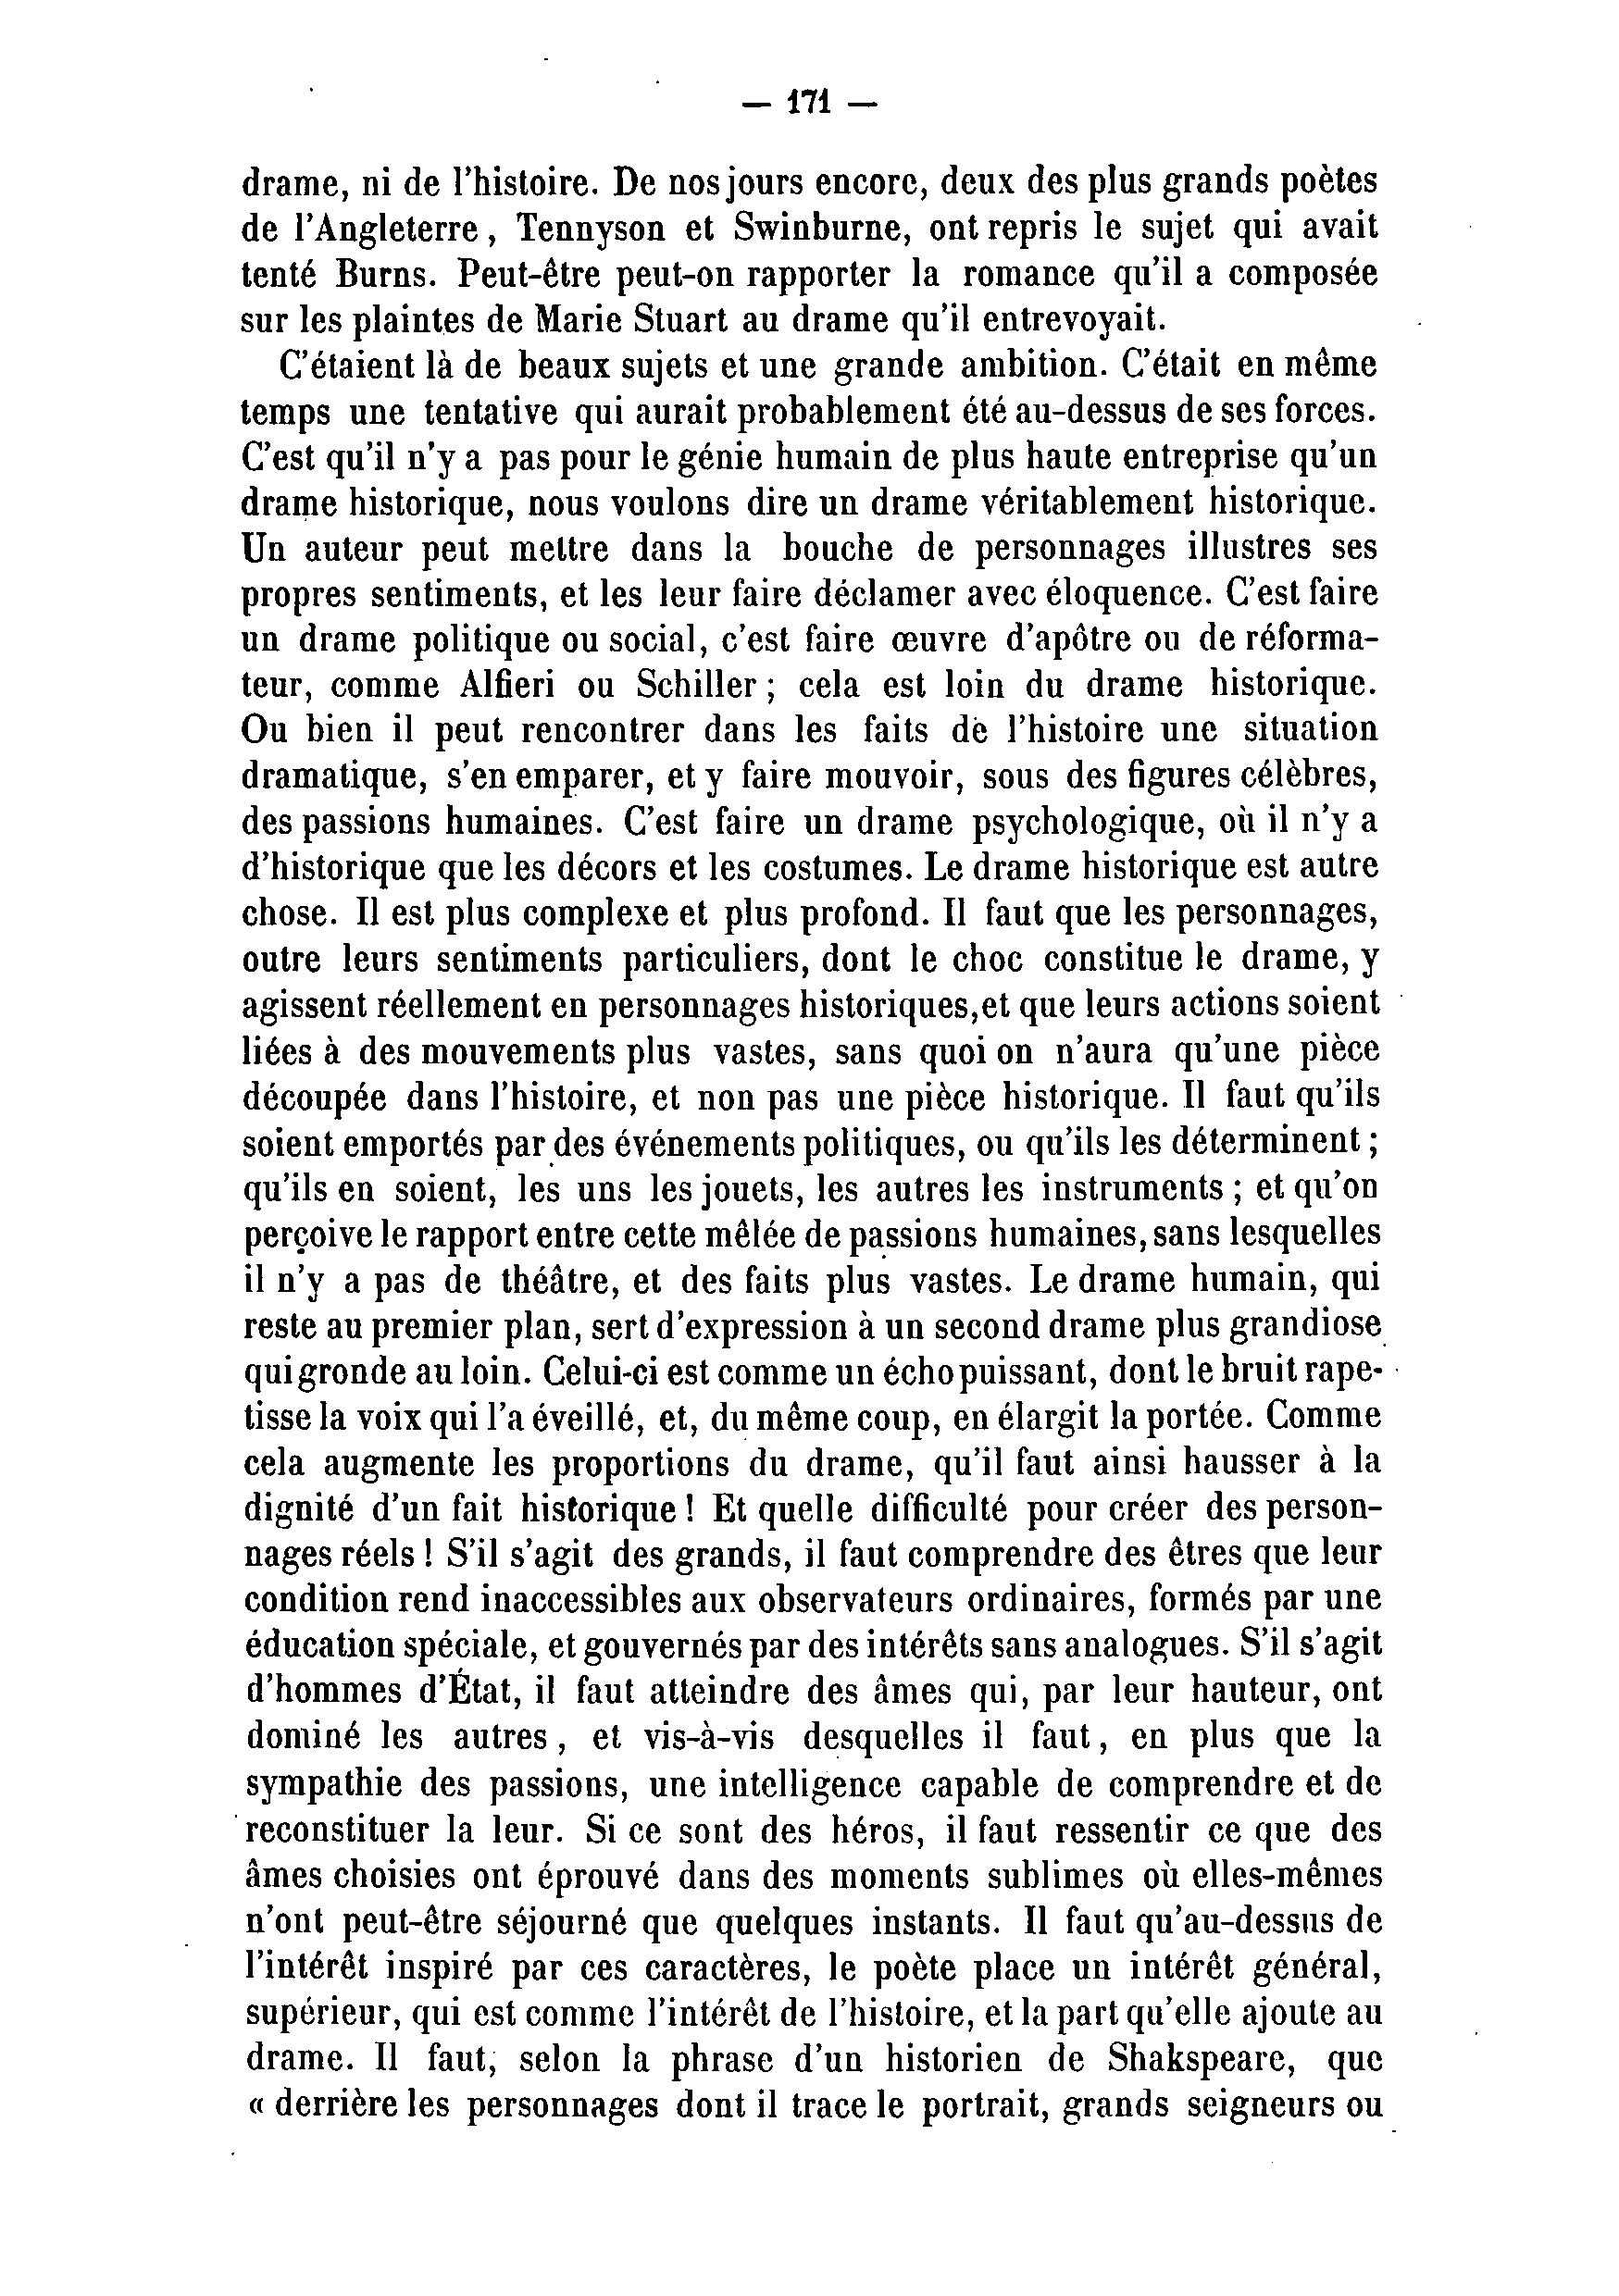 — 171 —
drame, ni de l'histoire. De nos jours encore, deux des plus grands poètes
de l'Angleterre, Tennyson et Swinburne, ont repris le sujet qui avait
tenté Burns. Peut-être peut-on rapporter la romance qu'il a composée
sur les plaintes de Marie Stuart au drame qu'il entrevoyait.
C'étaient là de beaux sujets et une grande ambition. C'était en même
temps une tentative qui aurait probablement été au-dessus de ses forces.
C'est qu'il n'y a pas pour le génie humain de plus haute entreprise qu'un
drame historique, nous voulons dire un drame véritablement historique.
Un auteur peut mettre dans la bouche de personnages illustres ses
propres sentiments, et les leur faire déclamer avec éloquence. C'est faire
un drame politique ou social, c'est faire œuvre d'apôtre ou de réforma-
teur, comme Alfieri ou Schiller ; cela est loin du drame historique.
Ou bien il peut rencontrer dans les faits de l'histoire une situation
dramatique, s'en emparer, et y faire mouvoir, sous des figures célèbres,
des passions humaines. C'est faire un drame psychologique, où il n'y a
d'historique que les décors et les costumes. Le drame historique est autre
chose. Il est plus complexe et plus profond. Il faut que les personnages,
outre leurs sentiments particuliers, dont le choc constitue le drame, y
agissent réellement en personnages historiques, et que leurs actions soient
liées à des mouvements plus vastes, sans quoi on n'aura qu'une pièce
découpée dans l'histoire, et non pas une pièce historique. Il faut qu'ils
soient emportés par des événements politiques, ou qu'ils les déterminent ;
qu'ils en soient, les uns les jouets, les autres les instruments ; et qu'on
perçoive le rapport entre cette mêlée de passions humaines, sans lesquelles
il n'y a pas de théâtre, et des faits plus vastes. Le drame humain, qui
reste au premier plan, sert d'expression à un second drame plus grandiose
qui gronde au loin. Celui-ci est comme un écho puissant, dont le bruit rape-
tisse la voix qui l'a éveillé, et, du même coup, en élargit la portée. Comme
cela augmente les proportions du drame, qu'il faut ainsi hausser à la
dignité d'un fait historique ! Et quelle difficulté pour créer des person-
nages réels ! S'il s'agit des grands, il faut comprendre des êtres que leur
condition rend inaccessibles aux observateurs ordinaires, formés par une
éducation spéciale, et gouvernés par des intérêts sans analogues. S'il s'agit
d'hommes d'État, il faut atteindre des âmes qui, par leur hauteur, ont
dominé les autres, et vis-à-vis desquelles il faut, en plus que la
sympathie des passions, une intelligence capable de comprendre et de
reconstituer la leur. Si ce sont des héros, il faut ressentir ce que des
âmes choisies ont éprouvé dans des moments sublimes où elles-mêmes
n'ont peut-être séjourné que quelques instants. Il faut qu'au-dessus de
l'intérêt inspiré par ces caractères, le poète place un intérêt général,
supérieur, qui est comme l'intérêt de l'histoire, et la part qu'elle ajoute au
drame. Il faut, selon la phrase d'un historien de Shakspeare, que
« derrière les personnages dont il trace le portrait, grands seigneurs ou